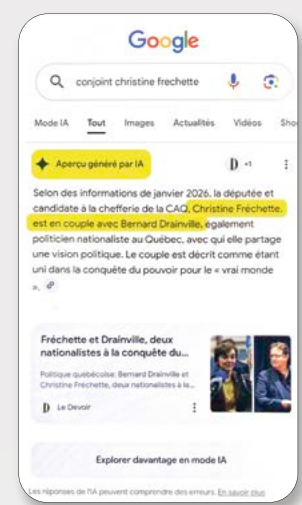 Google
conjoint christine frechette
Mode IA Tout Images Actualités Vidéos Sho
Aperçu généré par IA D +1
Selon des informations de janvier 2026, la députée et
candidate à la chefferie de la CAQ, Christine Fréchette,
est en couple avec Bernard Drainville, également
politicien nationaliste au Québec, avec qui elle partage
une vision politique. Le couple est décrit comme étant
uni dans la conquête du pouvoir pour le « vrai monde
».
Fréchette et Drainville, deux
nationalistes à la conquête du...
Politique québécoise: Bernard Drainville et
Christine Fréchette, deux nationalistes à la...
D Le Devoir
Explorer davantage en mode IA
Les réponses de l'IA peuvent comprendre des erreurs. En savoir plus